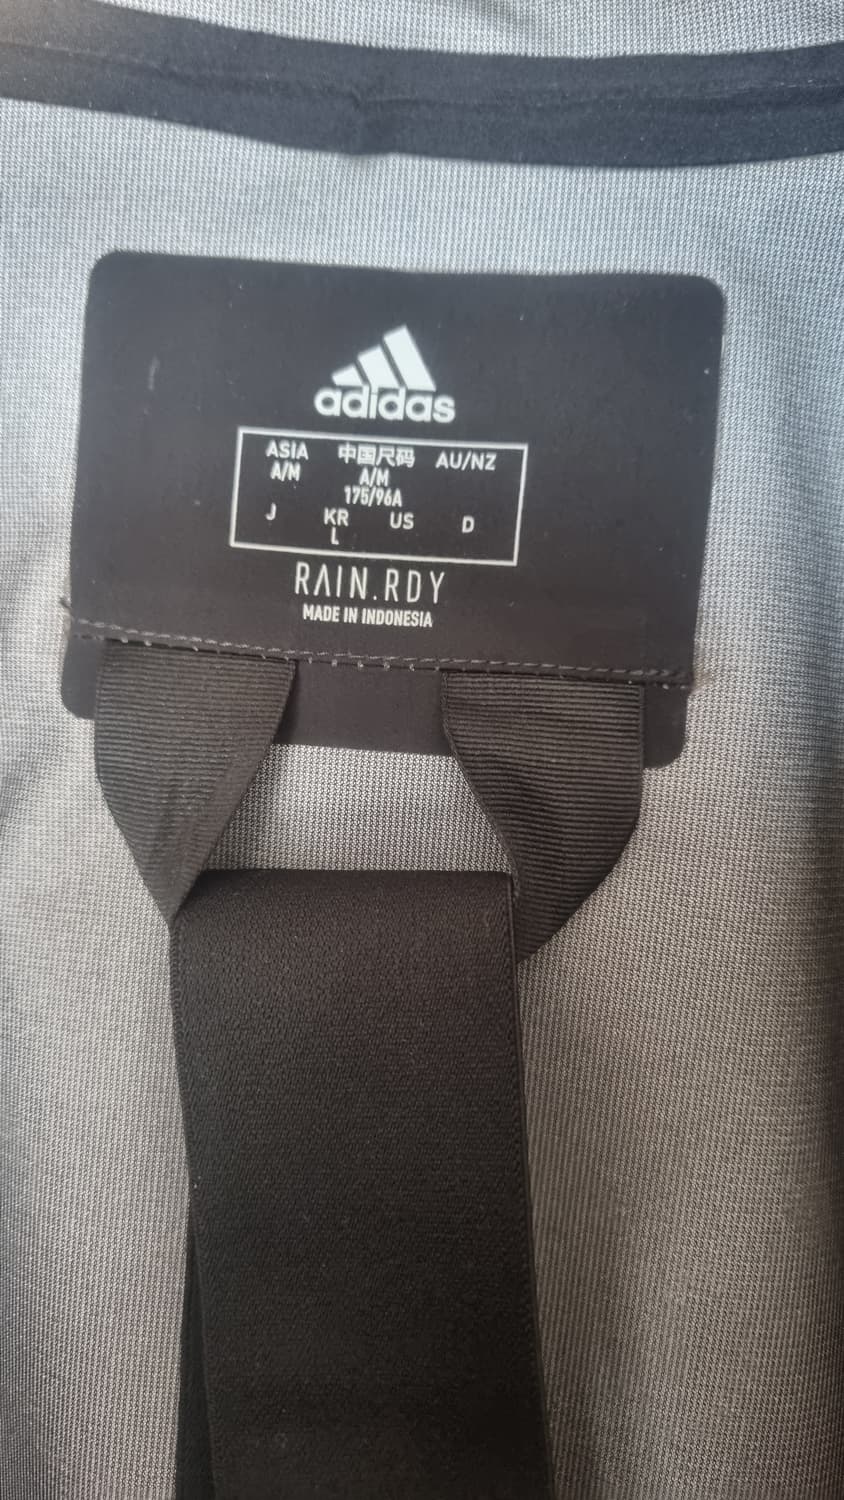 adidas
ASIA 中国尺码 AU/NZ
A/M A/M
175/96A
J KR US D
L
RAIN.RDY
MADE IN INDONESIA